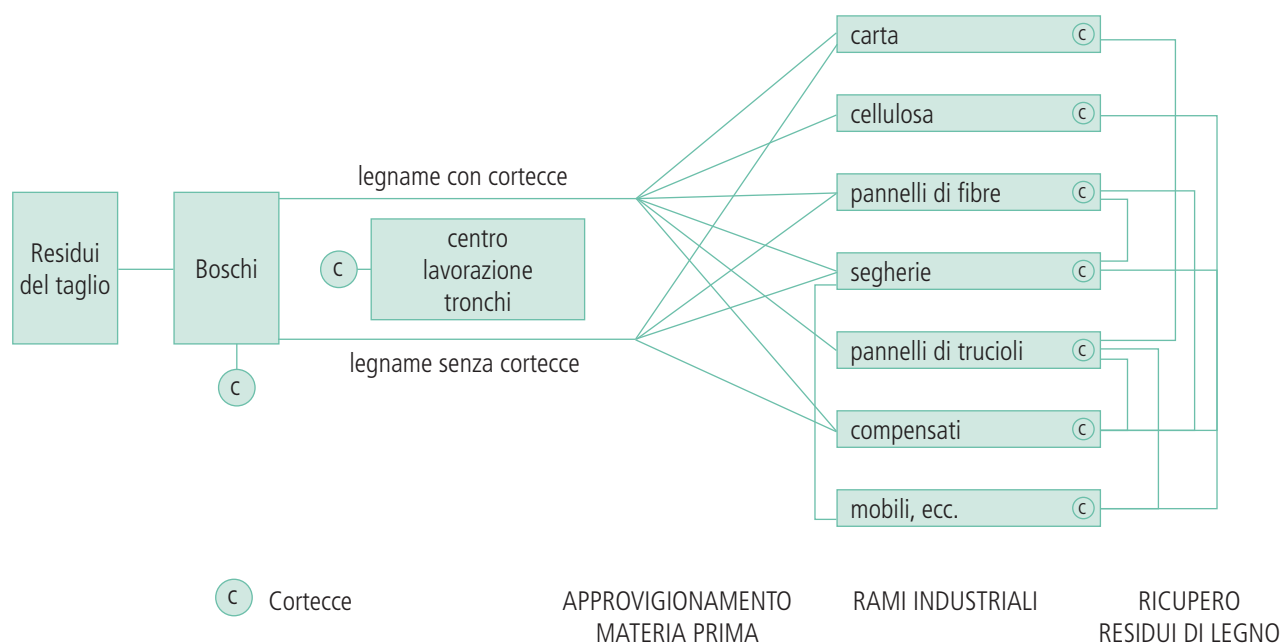 Residui
del taglio
Boschi
C
legname con cortecce
C
centro
lavorazione
tronchi
legname senza cortecce
carta C
cellulosa C
pannelli di fibre C
segherie C
pannelli di trucioli C
compensati C
mobili, ecc. C
C Cortecce
APPROVIGIONAMENTO
MATERIA PRIMA
RAMI INDUSTRIALI
RICUPERO
RESIDUI DI LEGNO